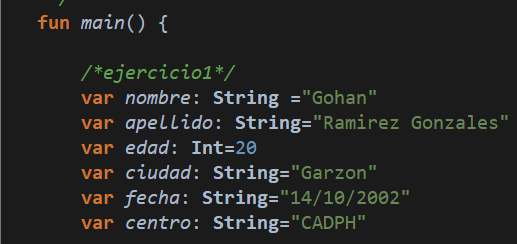 fun main() {
/*ejercicio1*/
var nombre: String ="Gohan"
var apellido: String="Ramirez Gonzales"
var edad: Int=20
var ciudad: String="Garzon"
var fecha: String="14/10/2002"
var centro: String="CADPH"